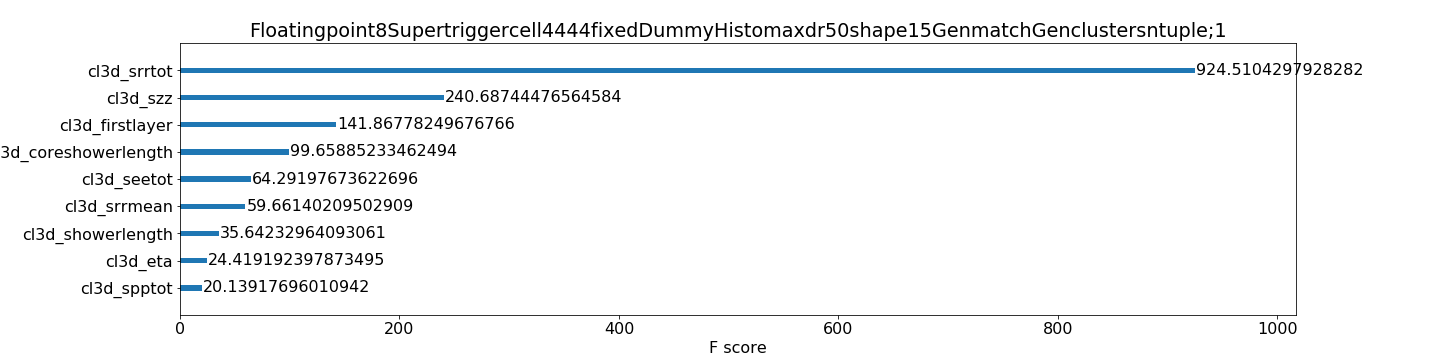 Floatingpoint8Supertriggercell4444fixedDummyHistomaxdr50shape15GenmatchGenclustersntuple;1
cl3d_srrtot 924.5104297928282
cl3d_szz 240.68744476564584
cl3d_firstlayer 141.86778249676766
3d_coreshowerlength 99.65885233462494
cl3d_seetot 64.29197673622696
cl3d_srrmean 59.66140209502909
cl3d_showerlength 35.64232964093061
cl3d_eta 24.419192397873495
cl3d_spptot 20.13917696010942
0 200 400 600 800 1000
F score